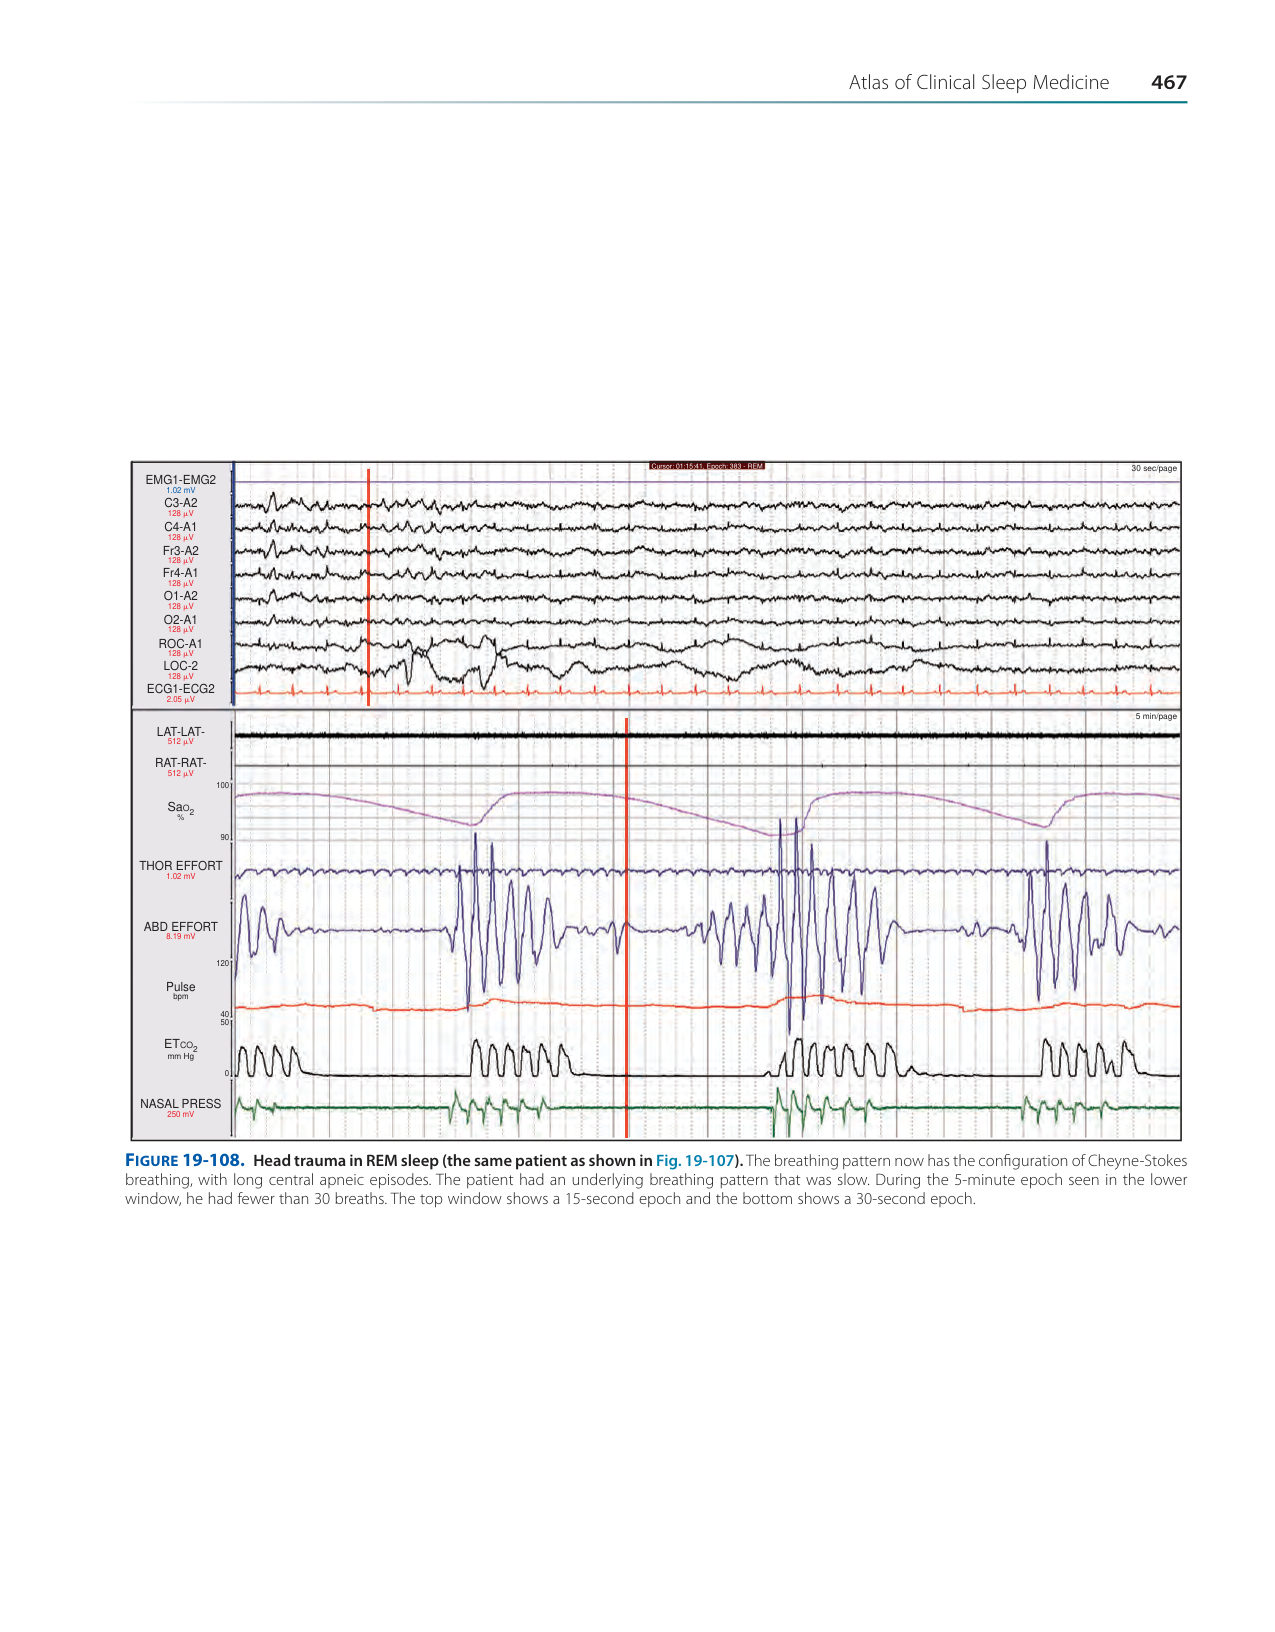 Atlas of Clinical Sleep Medicine 467
Cursor: 01:15:41, Epoch: 383 - REM
30 sec/page
EMG1-EMG2
1.02 mV
C3-A2
128 µV
C4-A1
128 µV
Fr3-A2
128 µV
Fr4-A1
128 µV
O1-A2
128 µV
O2-A1
128 µV
ROC-A1
128 µV
LOC-2
128 µV
ECG1-ECG2
2.05 µV
5 min/page
LAT-LAT-
512 µV
RAT-RAT-
512 µV
100
SaO2
%
90
THOR EFFORT
1.02 mV
ABD EFFORT
8.19 mV
120
Pulse
bpm
40
50
ETCO2
mm Hg
0
NASAL PRESS
250 mV
FIGURE 19-108. Head trauma in REM sleep (the same patient as shown in Fig. 19-107). The breathing pattern now has the configuration of Cheyne-Stokes
breathing, with long central apneic episodes. The patient had an underlying breathing pattern that was slow. During the 5-minute epoch seen in the lower
window, he had fewer than 30 breaths. The top window shows a 15-second epoch and the bottom shows a 30-second epoch.